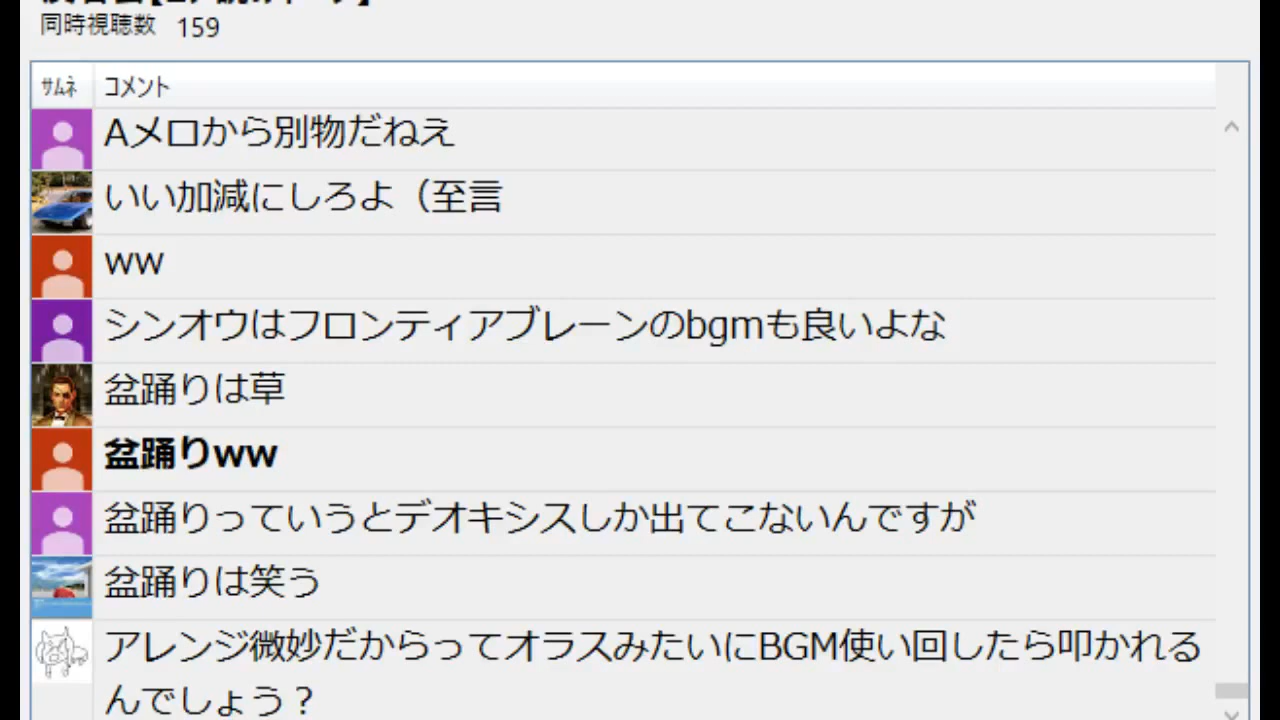 同時視聴数 159
ｻﾑﾈ コメント
Aメロから別物だねえ
いい加減にしろよ（至言
ww
シンオウはフロンティアブレーンのbgmも良いよな
盆踊りは草
盆踊りww
盆踊りっていうとデオキシスしか出てこないんですが
盆踊りは笑う
アレンジ微妙だからってオラスみたいにBGM使い回したら叩かれる
んでしょう？